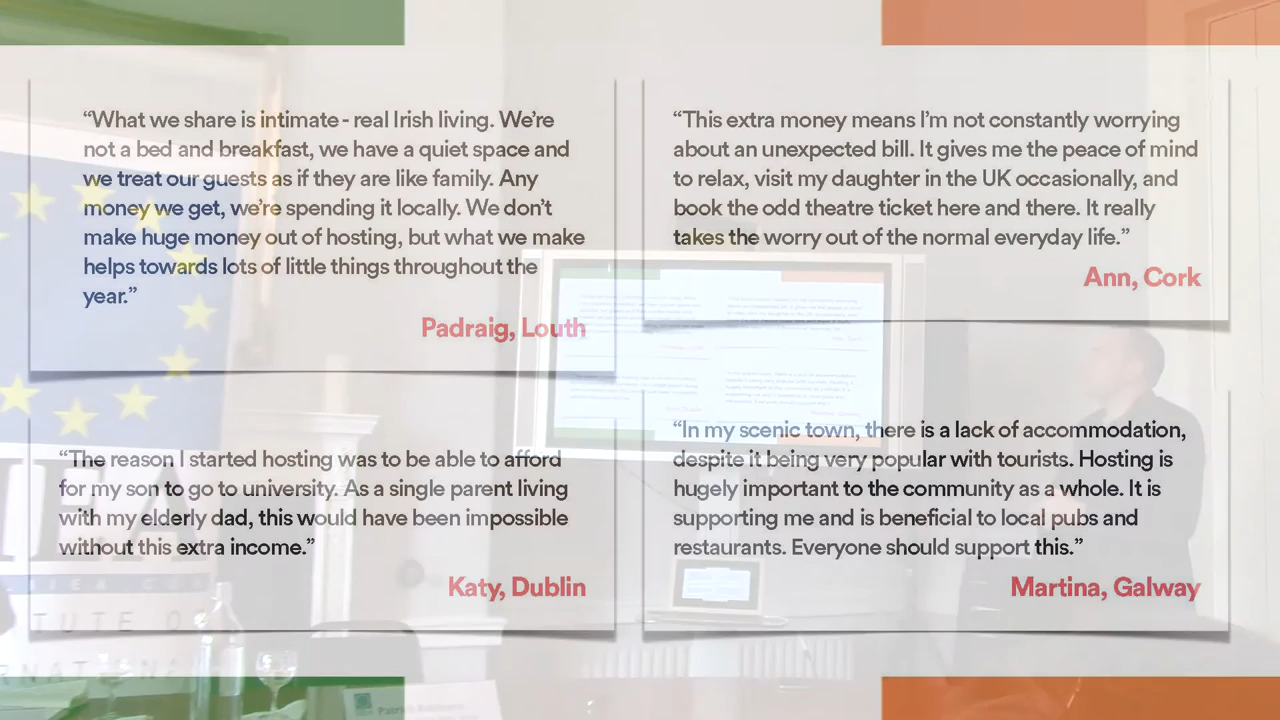 “What we share is intimate - real Irish living. We’re
not a bed and breakfast, we have a quiet space and
we treat our guests as if they are like family. Any
money we get, we’re spending it locally. We don’t
make huge money out of hosting, but what we make
helps towards lots of little things throughout the
year.”
Padraig, Louth
“This extra money means I’m not constantly worrying
about an unexpected bill. It gives me the peace of mind
to relax, visit my daughter in the UK occasionally, and
book the odd theatre ticket here and there. It really
takes the worry out of the normal everyday life.”
Ann, Cork
“The reason I started hosting was to be able to afford
for my son to go to university. As a single parent living
with my elderly dad, this would have been impossible
without this extra income.”
Katy, Dublin
“In my scenic town, there is a lack of accommodation,
despite it being very popular with tourists. Hosting is
hugely important to the community as a whole. It is
supporting me and is beneficial to local pubs and
restaurants. Everyone should support this.”
Martina, Galway